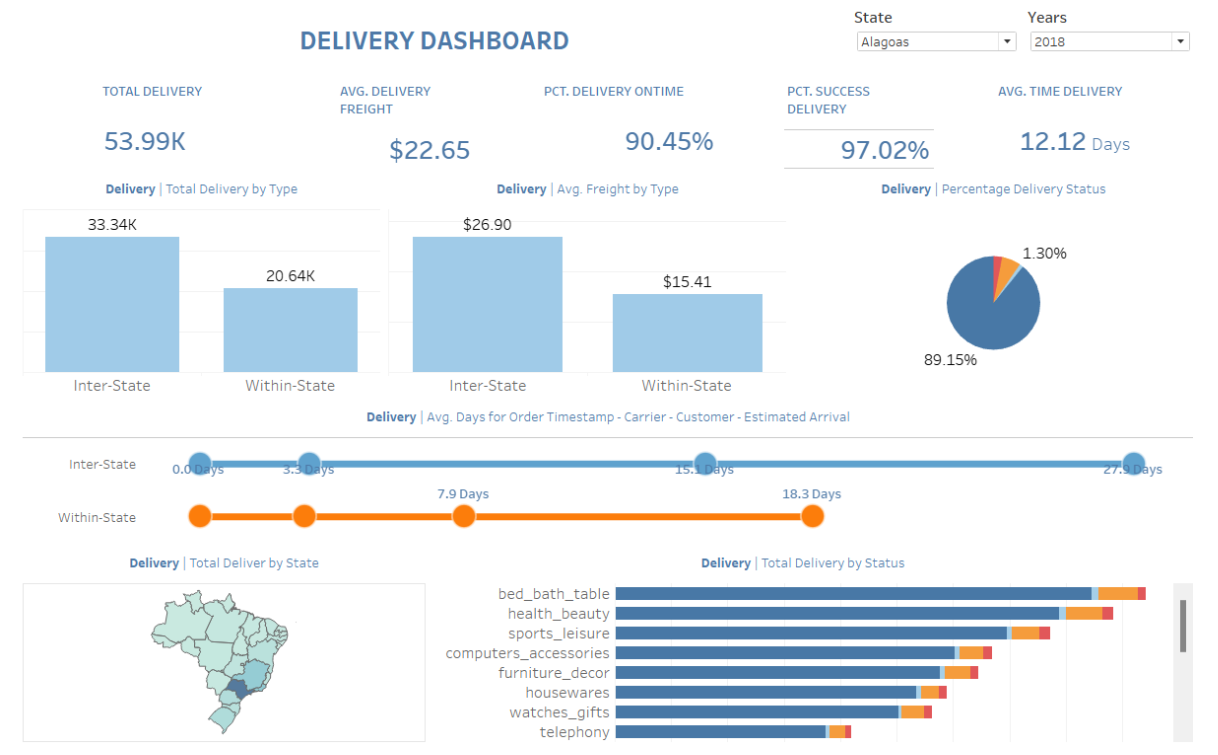 DELIVERY DASHBOARD
State
Years
Alagoas
2018
TOTAL DELIVERY
53.99K
AVG. DELIVERY
FREIGHT
$22.65
PCT. DELIVERY ONTIME
90.45%
PCT. SUCCESS
DELIVERY
97.02%
AVG. TIME DELIVERY
12.12 Days
Delivery | Total Delivery by Type
33.34K
20.64K
Inter-State
Within-State
Delivery | Avg. Freight by Type
$26.90
$15.41
Inter-State
Within-State
Delivery | Percentage Delivery Status
1.30%
89.15%
Delivery | Avg. Days for Order Timestamp - Carrier - Customer - Estimated Arrival
Inter-State
0.0 Days
3.3 Days
15.1 Days
27.9 Days
Within-State
7.9 Days
18.3 Days
Delivery | Total Deliver by State
Delivery | Total Delivery by Status
bed_bath_table
health_beauty
sports_leisure
computers_accessories
furniture_decor
housewares
watches_gifts
telephony